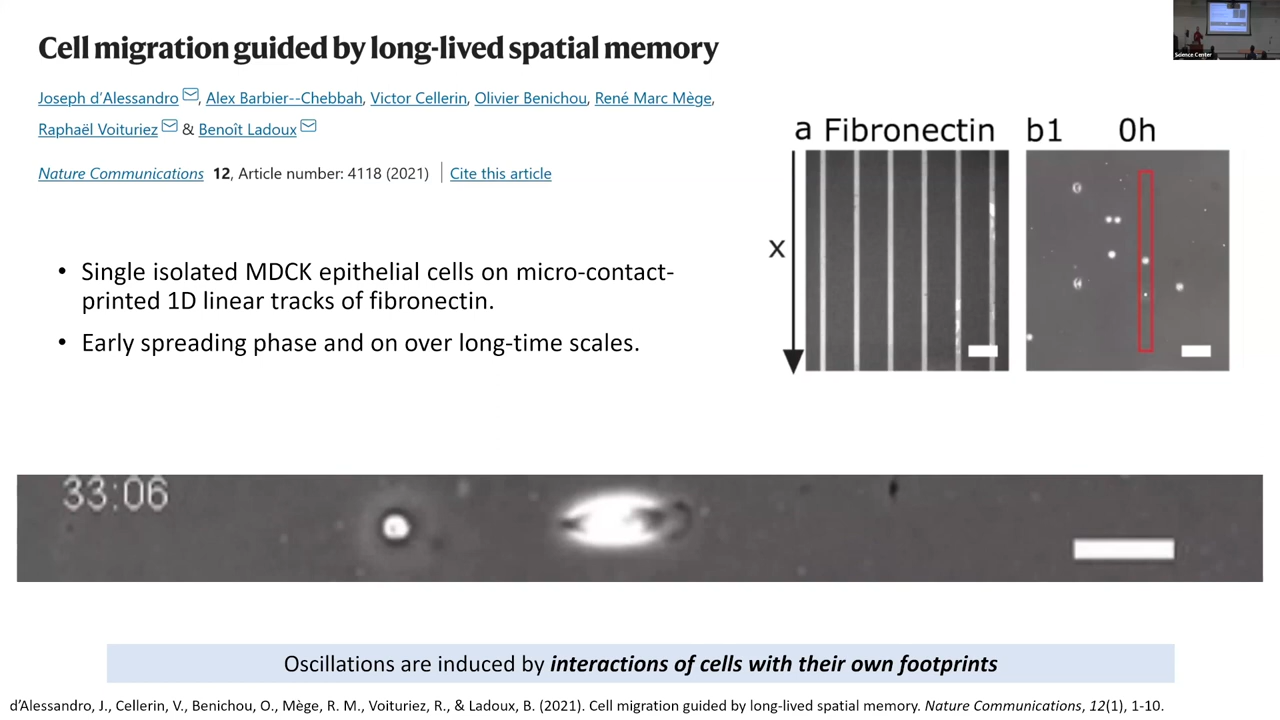 Cell migration guided by long-lived spatial memory
Science Center
Joseph d'Alessandro, Alex Barbier--Chebbah, Victor Cellerin, Olivier Benichou, René Marc Mège,
Raphaël Voituriez & Benoît Ladoux
Nature Communications 12, Article number: 4118 (2021) Cite this article
a Fibronectin b1 0h
x
• Single isolated MDCK epithelial cells on micro-contact-
printed 1D linear tracks of fibronectin.
• Early spreading phase and on over long-time scales.
33:06
Oscillations are induced by interactions of cells with their own footprints
d'Alessandro, J., Cellerin, V., Benichou, O., Mège, R. M., Voituriez, R., & Ladoux, B. (2021). Cell migration guided by long-lived spatial memory. Nature Communications, 12(1), 1-10.